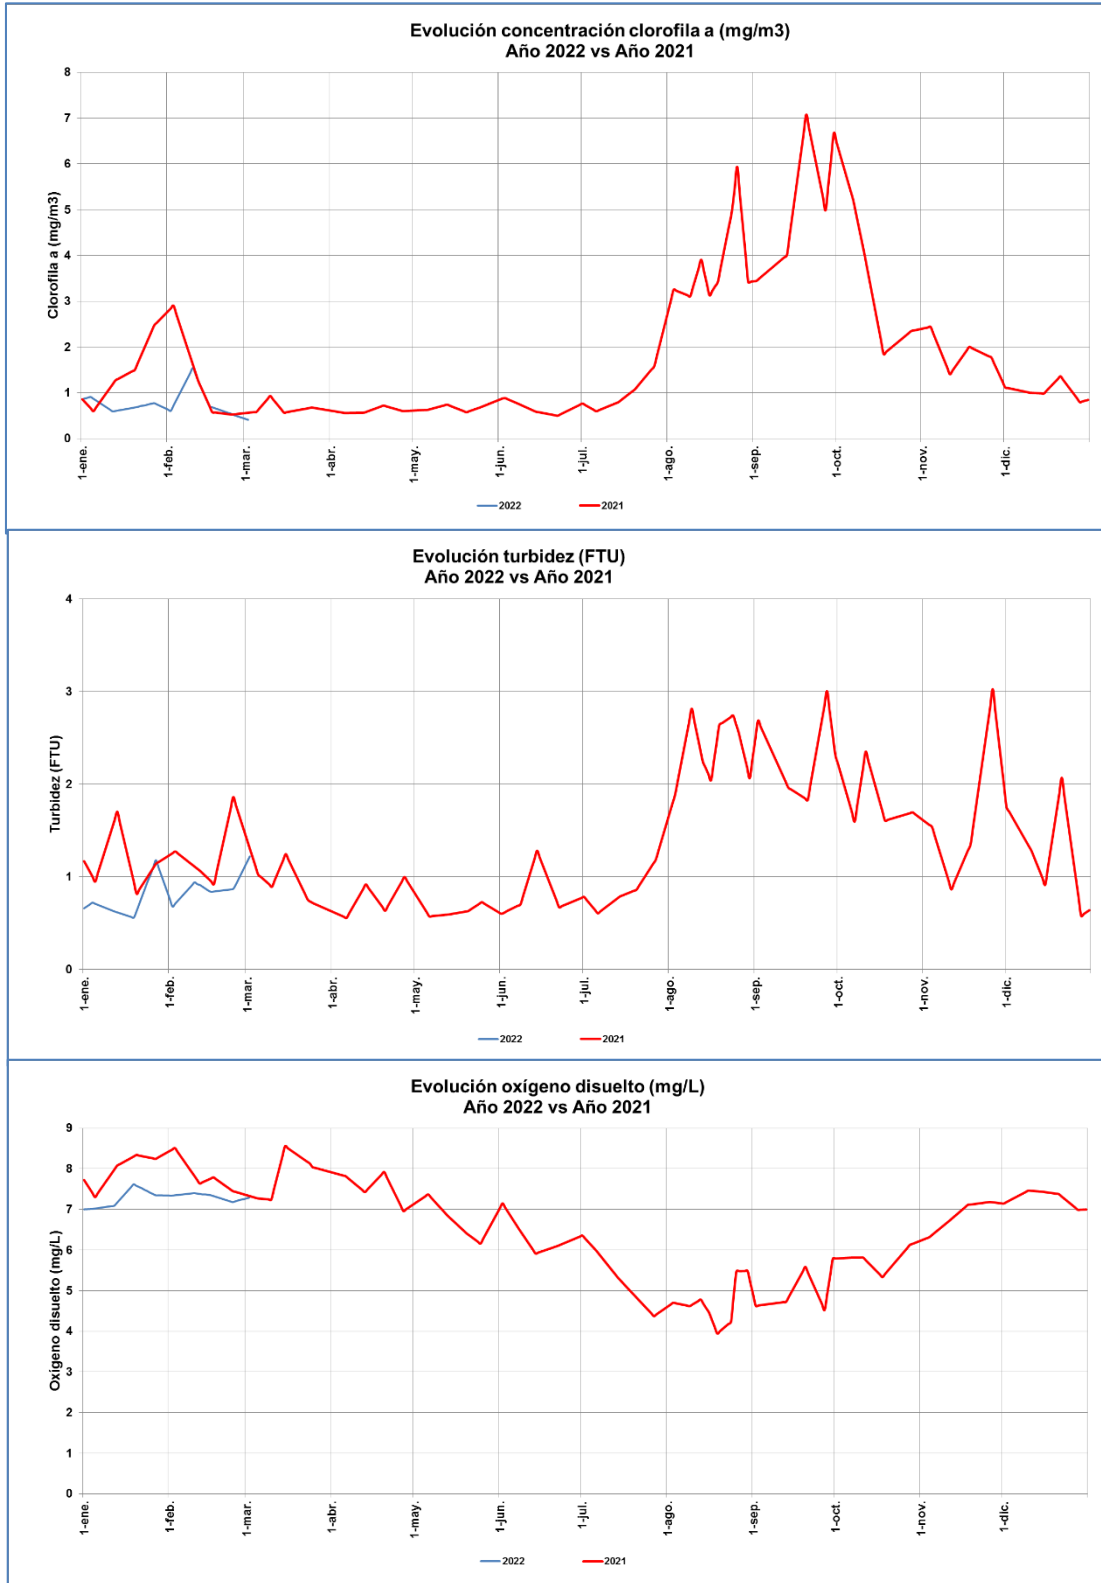 Evolución concentración clorofila a (mg/m3)
Año 2022 vs Año 2021
Clorofila a (mg/m3)
8
7
6
5
4
3
2
1
0
1-ene.
1-feb.
1-mar.
1-abr.
1-may.
1-jun.
1-jul.
1-ago.
1-sep.
1-oct.
1-nov.
1-dic.
2022
2021
Evolución turbidez (FTU)
Año 2022 vs Año 2021
Turbidez (FTU)
4
3
2
1
0
1-ene.
1-feb.
1-mar.
1-abr.
1-may.
1-jun.
1-jul.
1-ago.
1-sep.
1-oct.
1-nov.
1-dic.
2022
2021
Evolución oxígeno disuelto (mg/L)
Año 2022 vs Año 2021
Oxígeno disuelto (mg/L)
9
8
7
6
5
4
3
2
1
0
1-ene.
1-feb.
1-mar.
1-abr.
1-may.
1-jun.
1-jul.
1-ago.
1-sep.
1-oct.
1-nov.
1-dic.
2022
2021